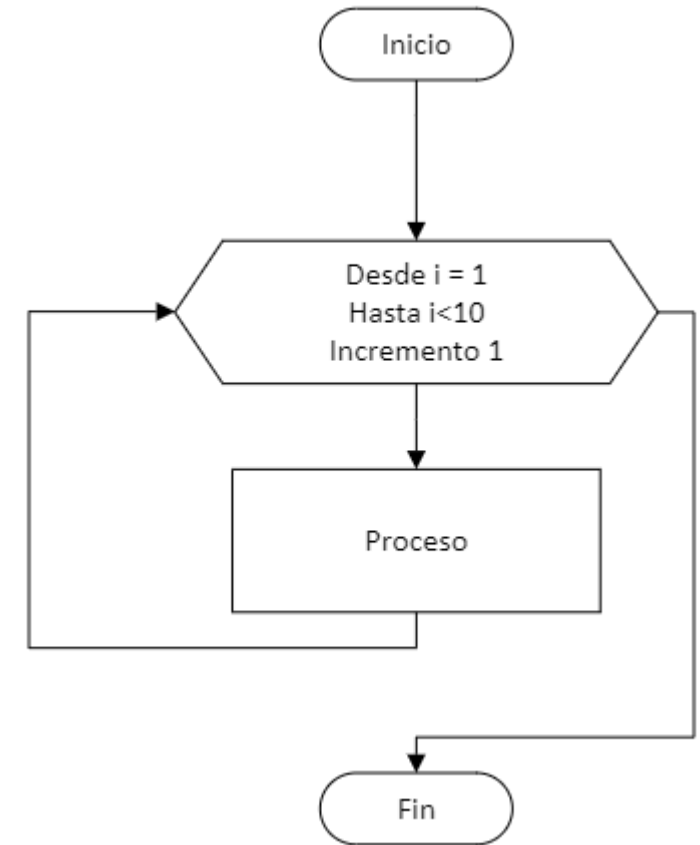 Inicio
Desde i = 1
Hasta i<10
Incremento 1
Proceso
Fin